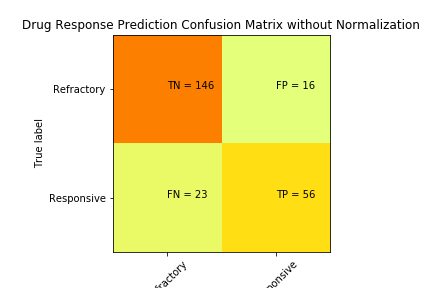 Drug Response Prediction Confusion Matrix without Normalization
TN = 146
FP = 16
Refractory
True label
FN = 23
TP = 56
Responsive